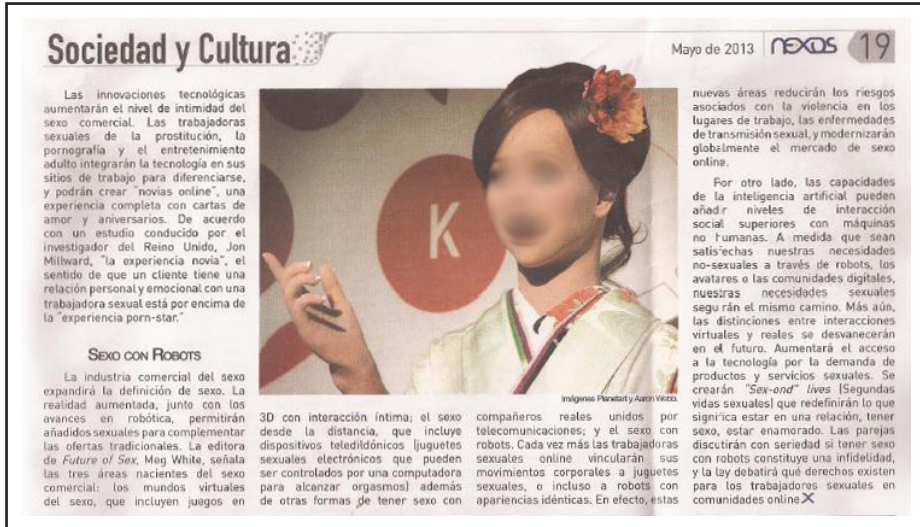 Sociedad y Cultura
Mayo de 2013 NEXOS 19
Las innovaciones tecnológicas
aumentarán el nivel de intimidad del
sexo comercial. Las trabajadoras
sexuales de la prostitución, la
pornografía y el entretenimiento
adulto integrarán la tecnología en sus
sitios de trabajo para diferenciarse,
y podrán crear "novias online", una
experiencia completa con cartas de
amor y aniversarios. De acuerdo
con un estudio conducido por el
investigador del Reino Unido, Jon
Millward, "la experiencia novia", el
sentido de que un cliente tiene una
relación personal y emocional con una
trabajadora sexual está por encima de
la "experiencia porn-star."
SEXO CON ROBOTS
La industria comercial del sexo
expandirá la definición de sexo. La
realidad aumentada, junto con los
avances en robótica, permitirán
añadidos sexuales para complementar
las ofertas tradicionales. La editora
de Future of Sex, Meg White, señala
las tres áreas nacientes del sexo
comercial: los mundos virtuales
del sexo, que incluyen juegos en
K
Imágenes Planetart y Aaron Webb.
3D con interacción íntima; el sexo
desde la distancia, que incluye
dispositivos teledildónicos [juguetes
sexuales electrónicos que pueden
ser controlados por una computadora
para alcanzar orgasmos] además
de otras formas de tener sexo con
compañeros reales unidos por
telecomunicaciones; y el sexo con
robots. Cada vez más las trabajadoras
sexuales online vincularán sus
movimientos corporales a juguetes
sexuales, o incluso a robots con
apariencias idénticas. En efecto, estas
nuevas áreas reducirán los riesgos
asociados con la violencia en los
lugares de trabajo, las enfermedades
de transmisión sexual, y modernizarán
globalmente el mercado de sexo
online.
Por otro lado, las capacidades
de la inteligencia artificial pueden
añadir niveles de interacción
social superiores con máquinas
no humanas. A medida que sean
satisfechas nuestras necesidades
no-sexuales a través de robots, los
avatares o las comunidades digitales,
nuestras necesidades sexuales
seguirán el mismo camino. Más aún,
las distinciones entre interacciones
virtuales y reales se desvanecerán
en el futuro. Aumentará el acceso
a la tecnología por la demanda de
productos y servicios sexuales. Se
crearán "Sex-ond" lives [Segundas
vidas sexuales] que redefinirán lo que
significa estar en una relación, tener
sexo, estar enamorado. Las parejas
discutirán con seriedad si tener sexo
con robots constituye una infidelidad,
y la ley debatirá qué derechos existen
para los trabajadores sexuales en
comunidades online.X